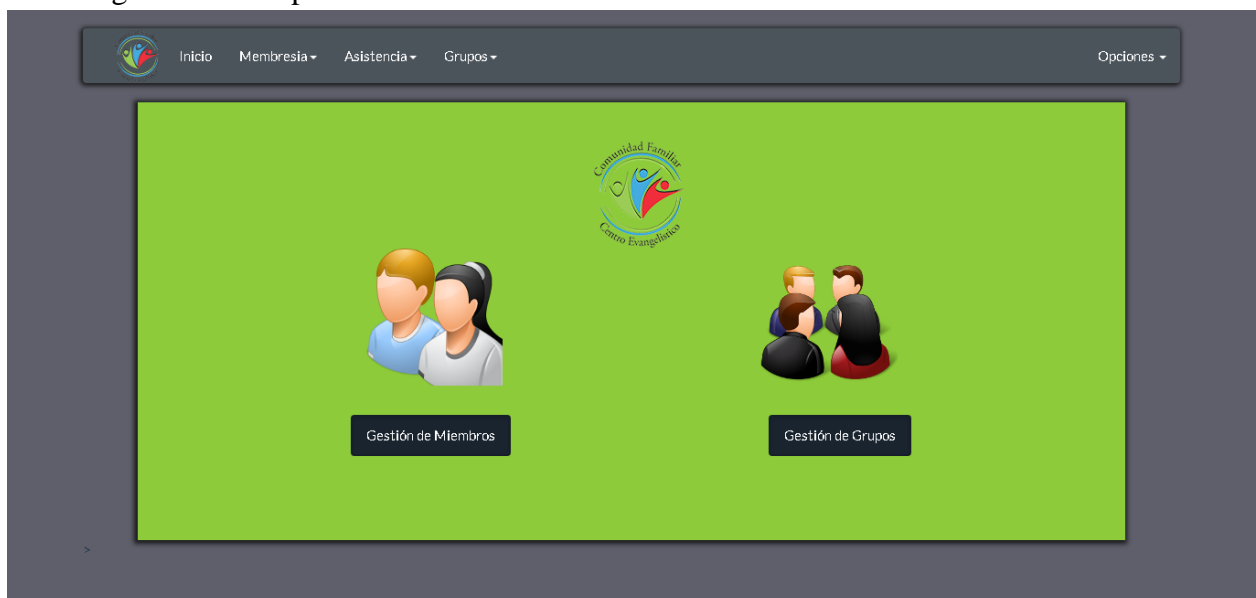 Inicio Membresia Asistencia Grupos Opciones
Comunidad Familiar
Centro Evangelístico
Gestión de Miembros Gestión de Grupos
>